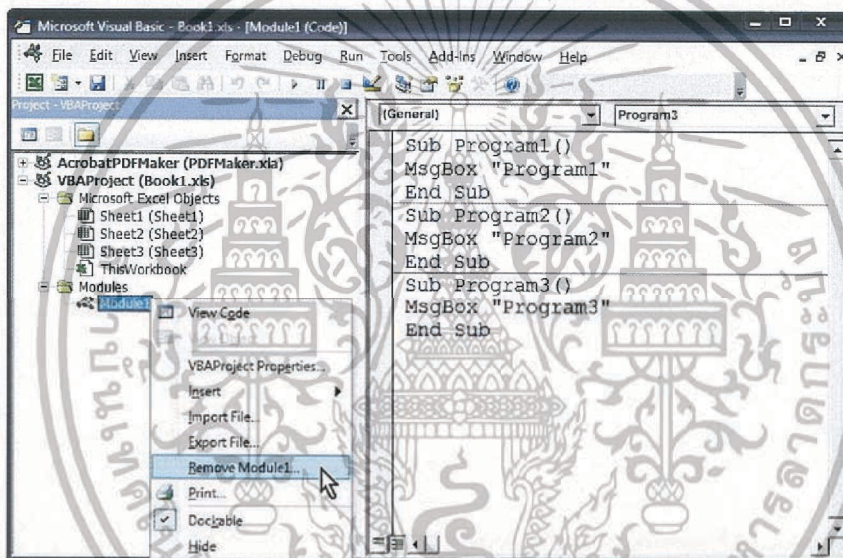 Microsoft Visual Basic - Book1.xls - [Module1 (Code)]
File Edit View Insert Format Debug Run Tools Add-Ins Window Help
Project - VBAProject
(General) Program3
AcrobatPDFMaker (PDFMaker.xla)
VBAProject (Book1.xls)
Microsoft Excel Objects
Sheet1 (Sheet1)
Sheet2 (Sheet2)
Sheet3 (Sheet3)
ThisWorkbook
Modules
Module1
View Code
VBAProject Properties...
Insert
Import File...
Export File...
Remove Module1...
Print...
Dockable
Hide
Sub Program1()
MsgBox "Program1"
End Sub
Sub Program2()
MsgBox "Program2"
End Sub
Sub Program3()
MsgBox "Program3"
End Sub